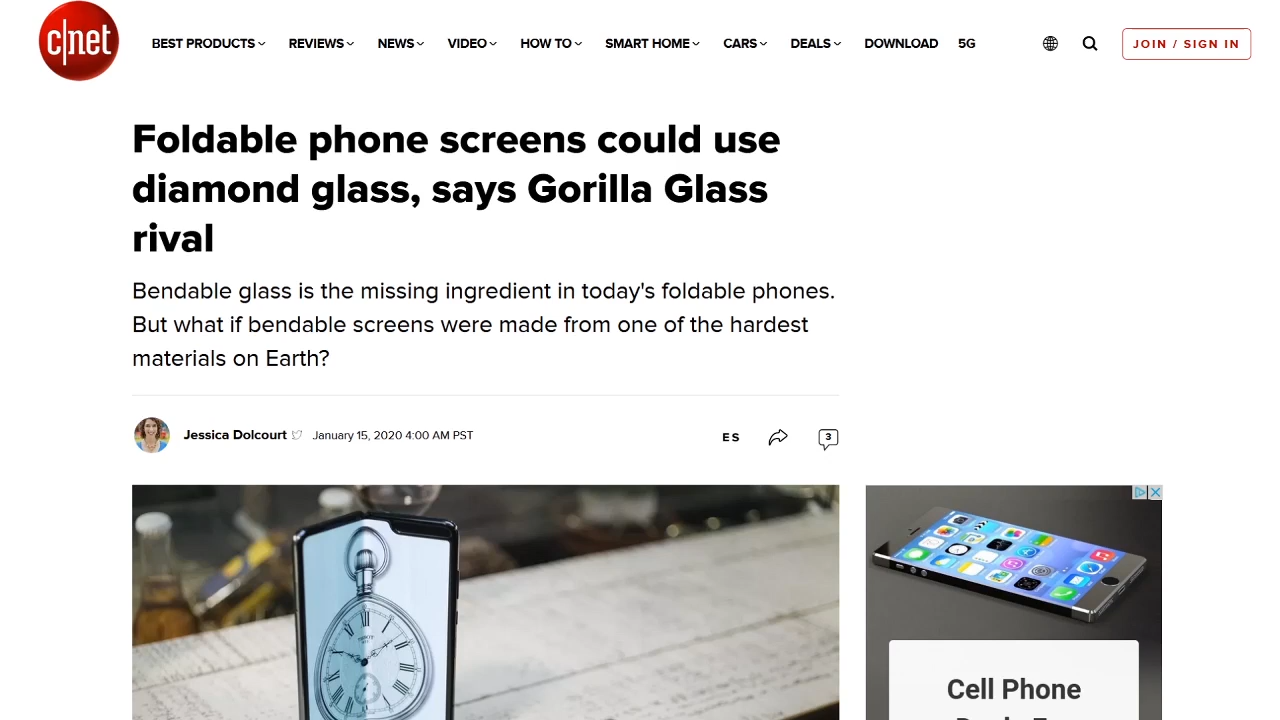 c|net
BEST PRODUCTS
REVIEWS
NEWS
VIDEO
HOW TO
SMART HOME
CARS
DEALS
DOWNLOAD
5G
JOIN / SIGN IN
Foldable phone screens could use
diamond glass, says Gorilla Glass
rival
Bendable glass is the missing ingredient in today's foldable phones.
But what if bendable screens were made from one of the hardest
materials on Earth?
Jessica Dolcourt
January 15, 2020 4:00 AM PST
ES
3
Cell Phone